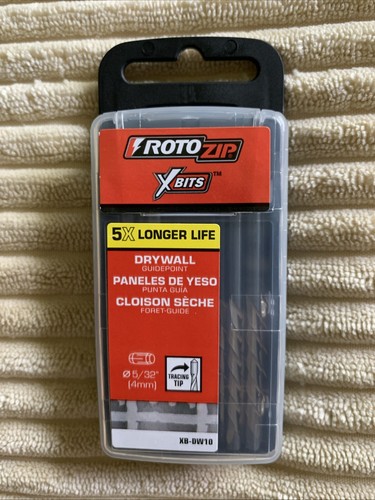 ROTOZIP
XBITS™
5X LONGER LIFE
DRYWALL
GUIDEPOINT
PANELES DE YESO
PUNTA GUÍA
CLOISON SÈCHE
FORET-GUIDE
Ø 5/32"
(4mm)
TRACING
TIP
XB-DW10